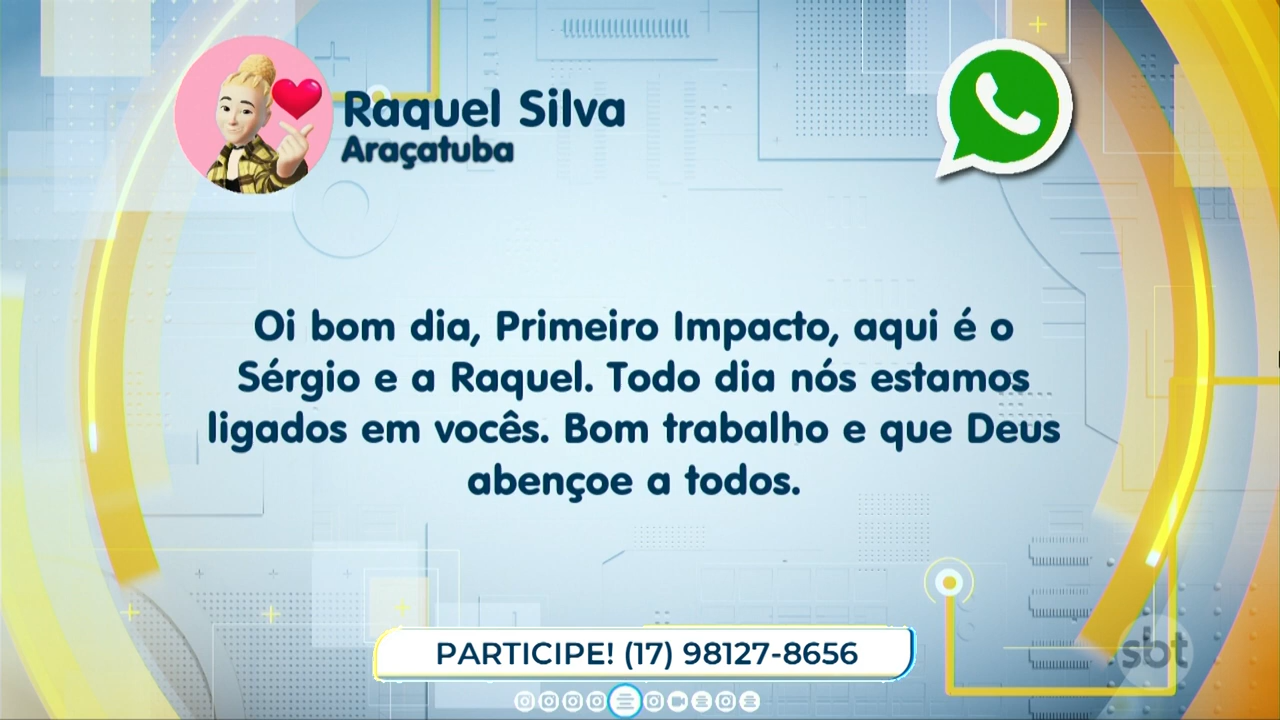 Raquel Silva
Araçatuba
Oi bom dia, Primeiro Impacto, aqui é o
Sérgio e a Raquel. Todo dia nós estamos
ligados em vocês. Bom trabalho e que Deus
abençoe a todos.
PARTICIPE! (17) 98127-8656
sbt